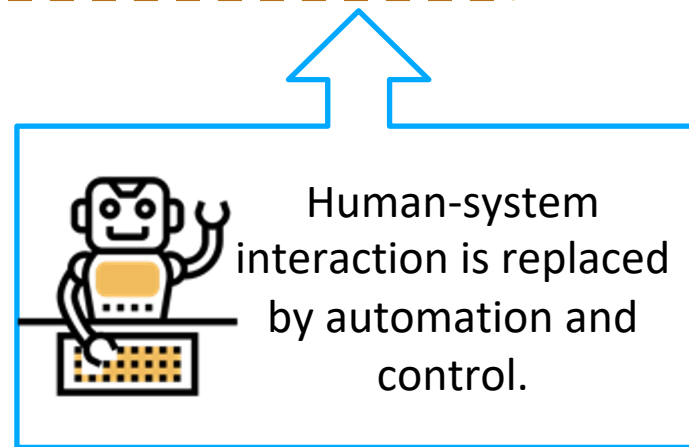 Human-system
interaction is replaced
by automation and
control.